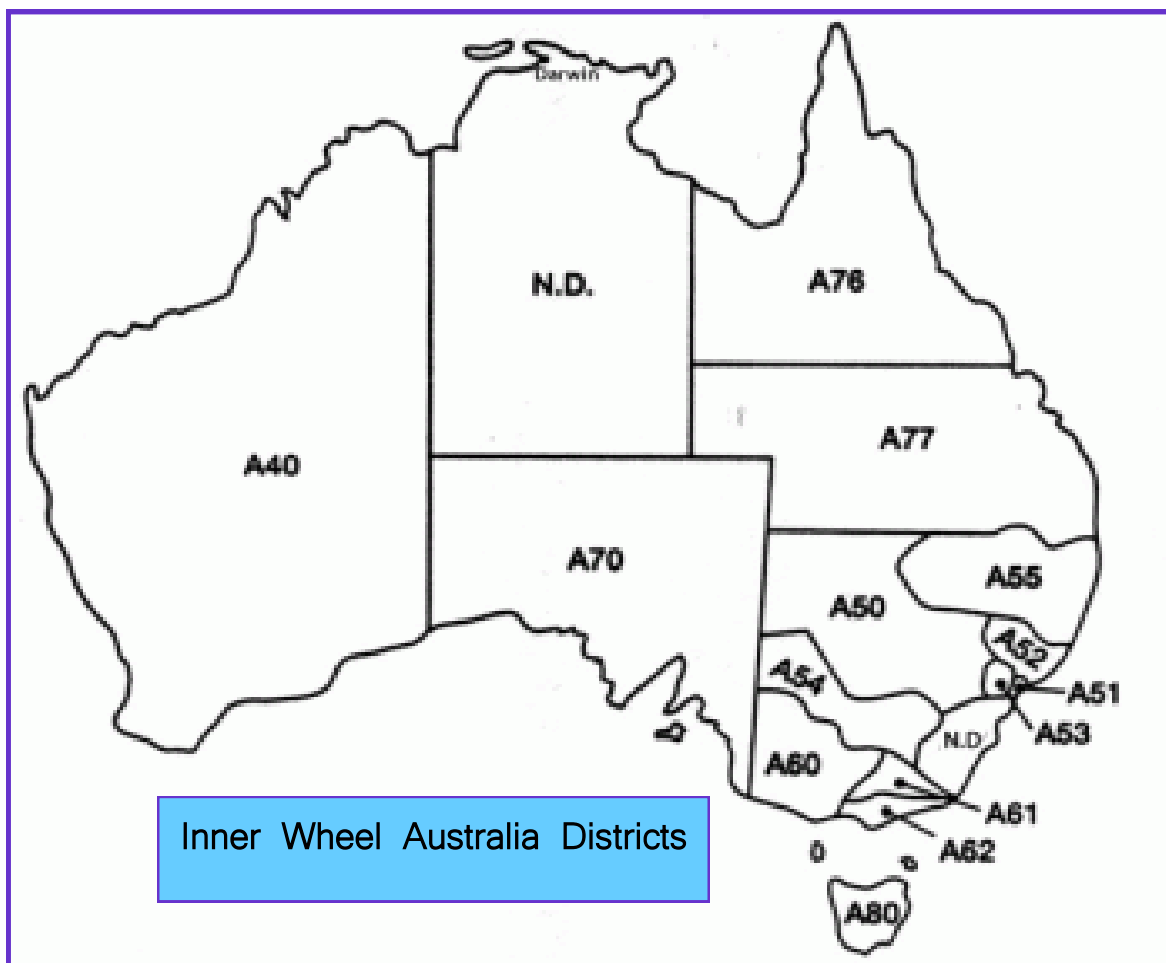 Darwin
N.D.
A76
A77
A40
A70
A55
A50
A52
A54
A51
A53
N.D
A60
A61
A62
A80
Inner Wheel Australia Districts